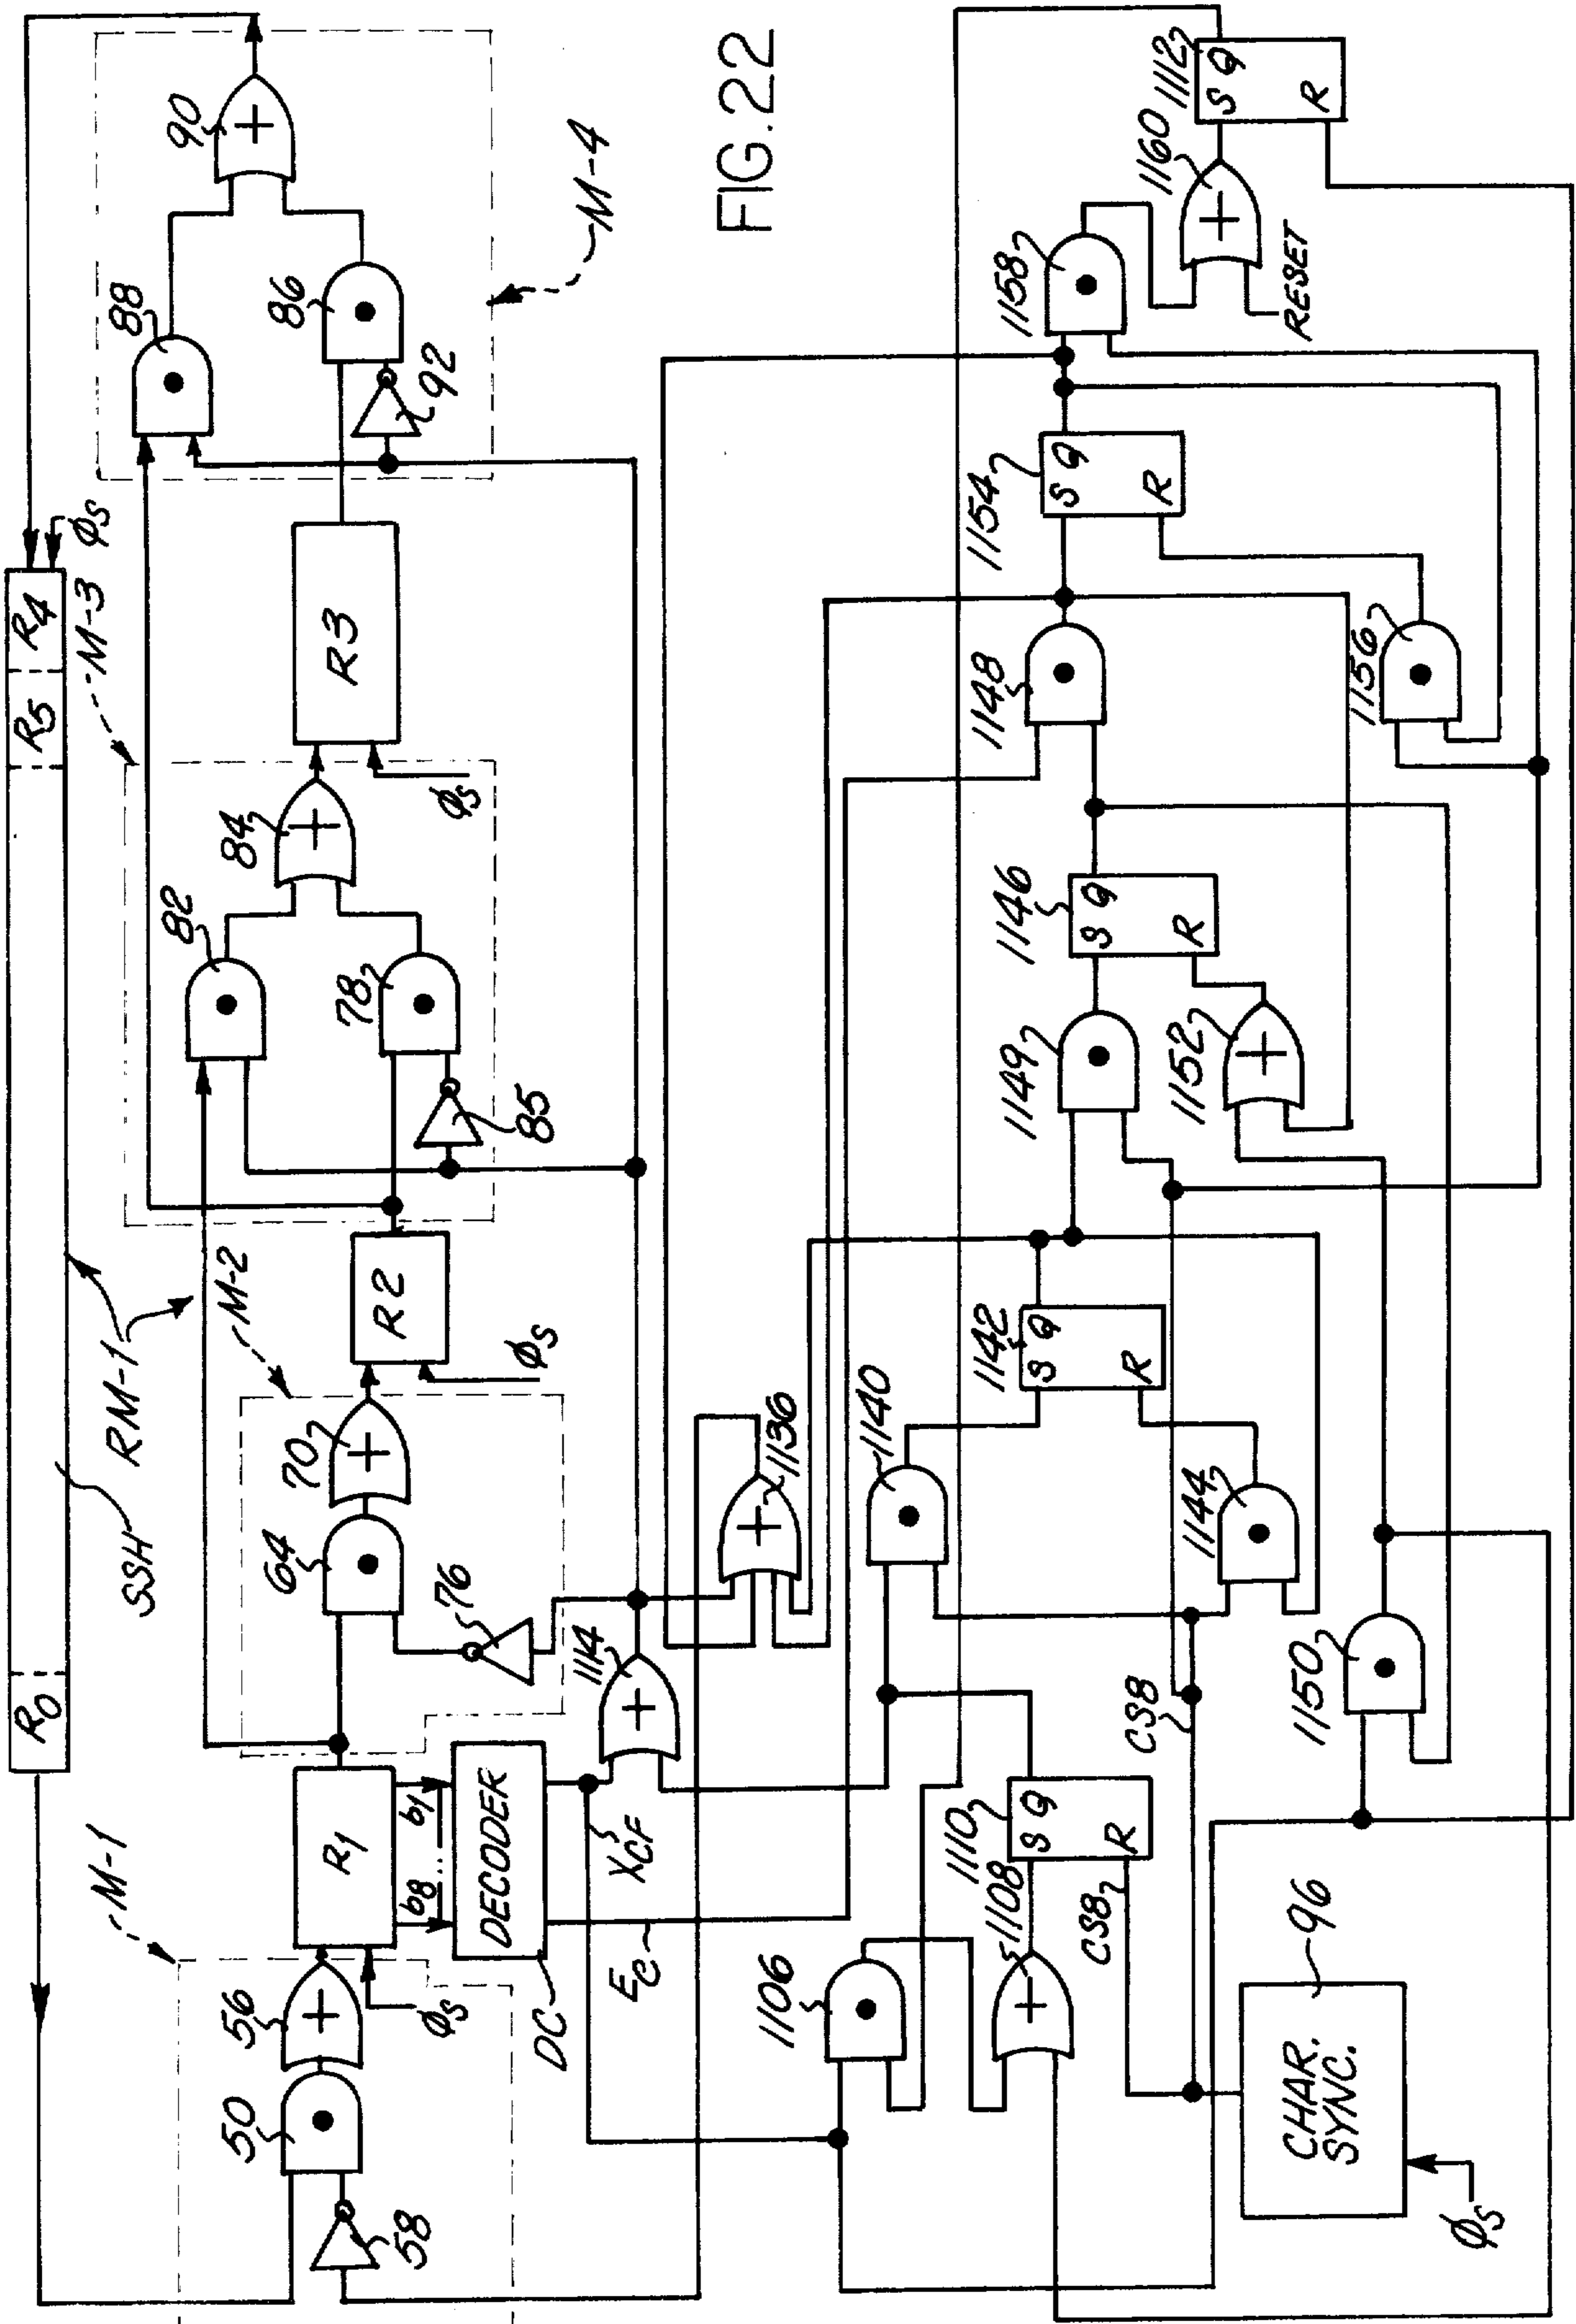 SSH
RM-1
R0
R5
R4
ΦS
M-1
M-2
M-3
M-4
50
56
58
ΦS
R1
b8...b1
DECODER
DC
Ec
XCF
64
70
76
R2
ΦS
82
78
84
85
R3
ΦS
88
86
90
92
FIG.22
1114
1136
1106
1108
1110
S Q
R
CS8
CS8
96
CHAR.
SYNC.
ΦS
1140
1142
S Q
R
1144
1150
1149
1146
S Q
R
1152
1148
1154
S Q
R
1156
1158
1160
RESET
1112
S Q
R